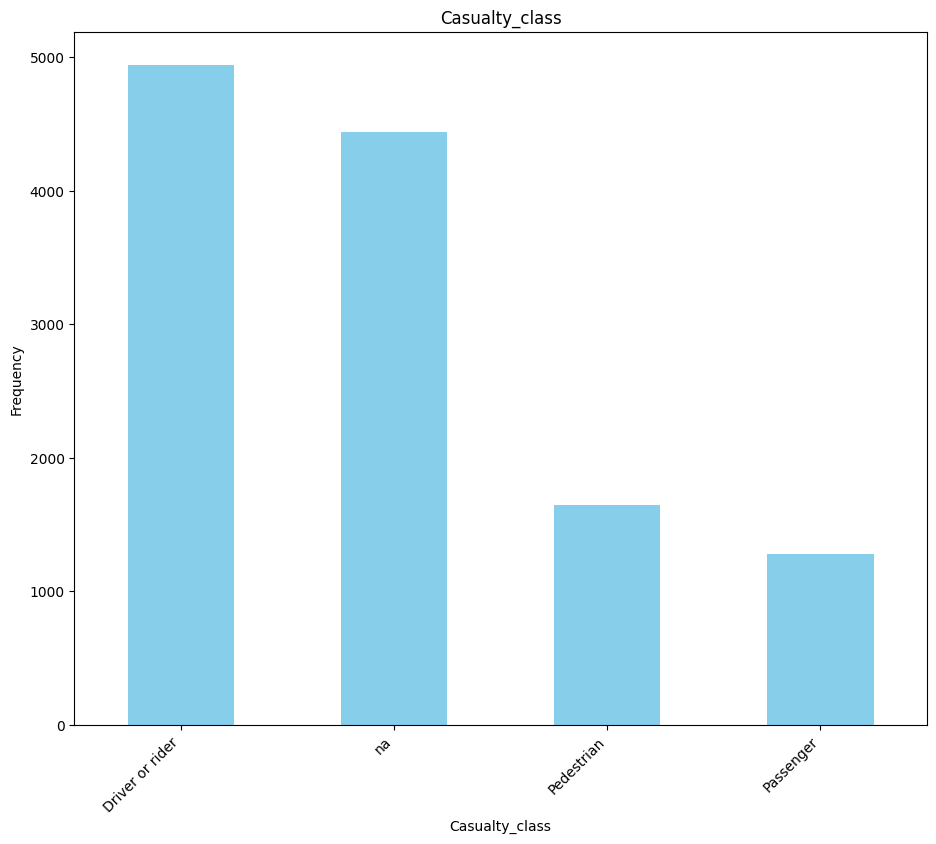 Casualty_class
5000
4000
3000
2000
1000
0
Frequency
Driver or rider
na
Pedestrian
Passenger
Casualty_class